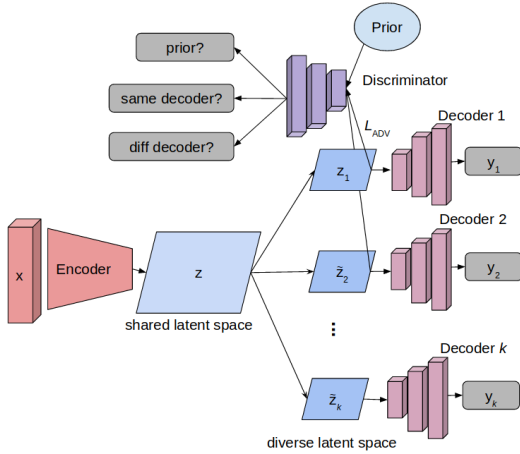 Prior
prior?
Discriminator
same decoder?
L_ADV
Decoder 1
diff decoder?
z_1
y_1
Decoder 2
x
Encoder
z
z̃_2
y_2
shared latent space
...
Decoder k
z̃_k
y_k
diverse latent space